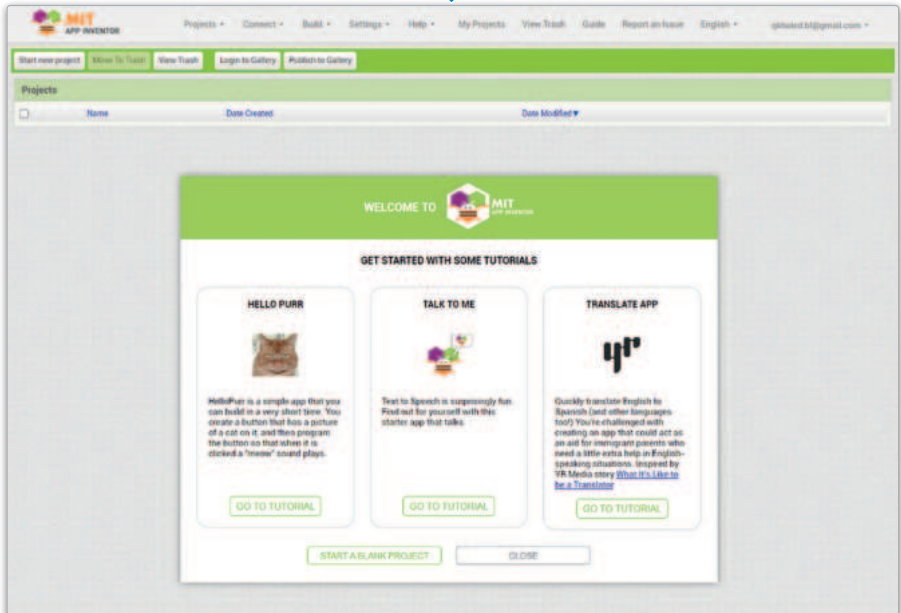 MIT
APP INVENTOR
Projects Connect Build Settings Help My Projects View Trash Guide Report an Issue English
Start new project Move To Trash View Trash Login to Gallery Publish to Gallery
Projects
Name Date Created Date Modified
WELCOME TO MIT
APP INVENTOR
GET STARTED WITH SOME TUTORIALS
HELLO PURR
HelloPurr is a simple app that you
can build in a very short time. You
create a button that has a picture
of a cat on it, and then program
the button so that when it is
clicked a "meow" sound plays.
GO TO TUTORIAL
TALK TO ME
Text to Speech is surprisingly fun.
Find out for yourself with this
starter app that talks.
GO TO TUTORIAL
TRANSLATE APP
yr
Quickly translate English to
Spanish (and other languages
too!) You're challenged with
creating an app that could act as
an aid for immigrant parents who
need a little extra help in English-
speaking situations. Inspired by
YR Media story What It's Like to
be a Translator
GO TO TUTORIAL
START A BLANK PROJECT CLOSE